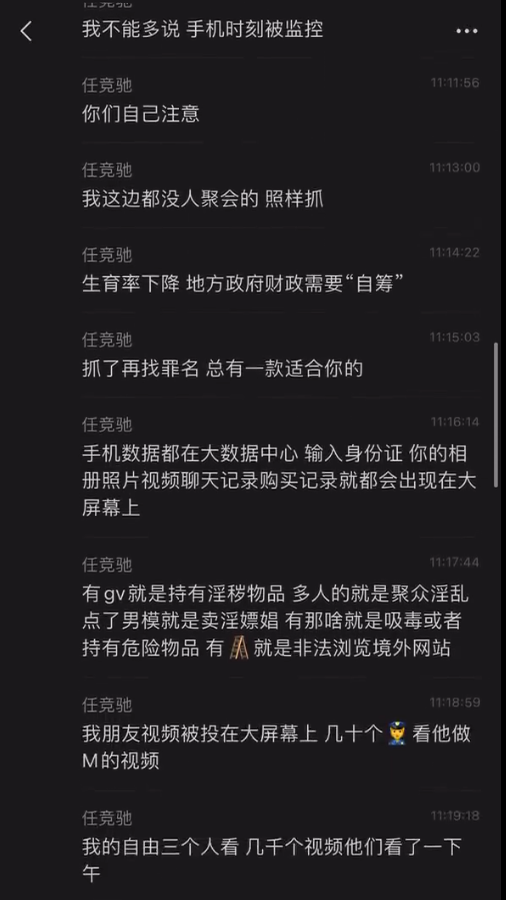 任竞驰
我不能多说 手机时刻被监控
任竞驰
11:11:56
你们自己注意
任竞驰
11:13:00
我这边都没人聚会的 照样抓
任竞驰
11:14:22
生育率下降 地方政府财政需要“自筹”
任竞驰
11:15:03
抓了再找罪名 总有一款适合你的
任竞驰
11:16:14
手机数据都在大数据中心 输入身份证 你的相
册照片视频聊天记录购买记录就都会出现在大
屏幕上
任竞驰
11:17:44
有gv就是持有淫秽物品 多人的就是聚众淫乱
点了男模就是卖淫嫖娼 有那啥就是吸毒或者
持有危险物品 有🪜就是非法浏览境外网站
任竞驰
11:18:59
我朋友视频被投在大屏幕上 几十个👮看他做
M的视频
任竞驰
11:19:18
我的自由三个人看 几千个视频他们看了一下
午